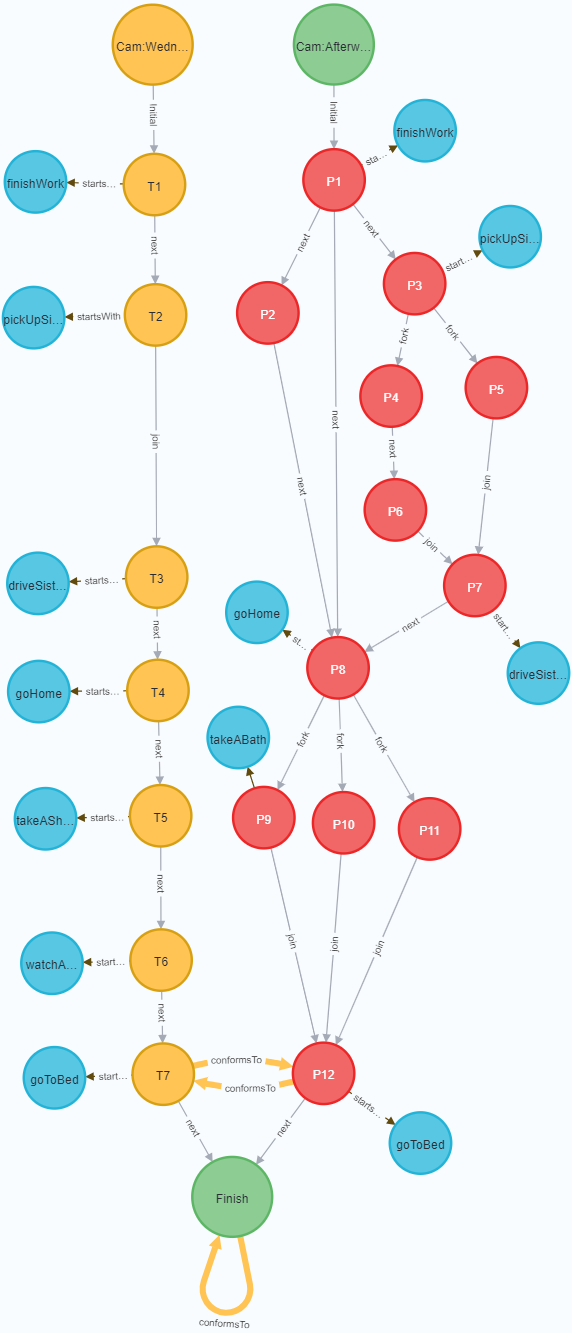 Cam:Wedn...
Cam:Afterw...
Initial
Initial
finishWork
sta...
finishWork
starts...
T1
P1
next
next
next
pickUpSi...
start...
pickUpSi...
startsWith
T2
P2
P3
fork
fork
P4
P5
join
next
next
next
join
P6
join
driveSist...
starts...
T3
P7
goHome
next
start...
next
st...
P8
driveSist...
goHome
starts...
T4
takeABath
fork
fork
fork
next
takeASh...
starts...
T5
P9
P10
P11
next
join
join
join
watchA...
start...
T6
next
goToBed
start...
T7
conformsTo
conformsTo
P12
starts...
next
next
goToBed
Finish
conformsTo